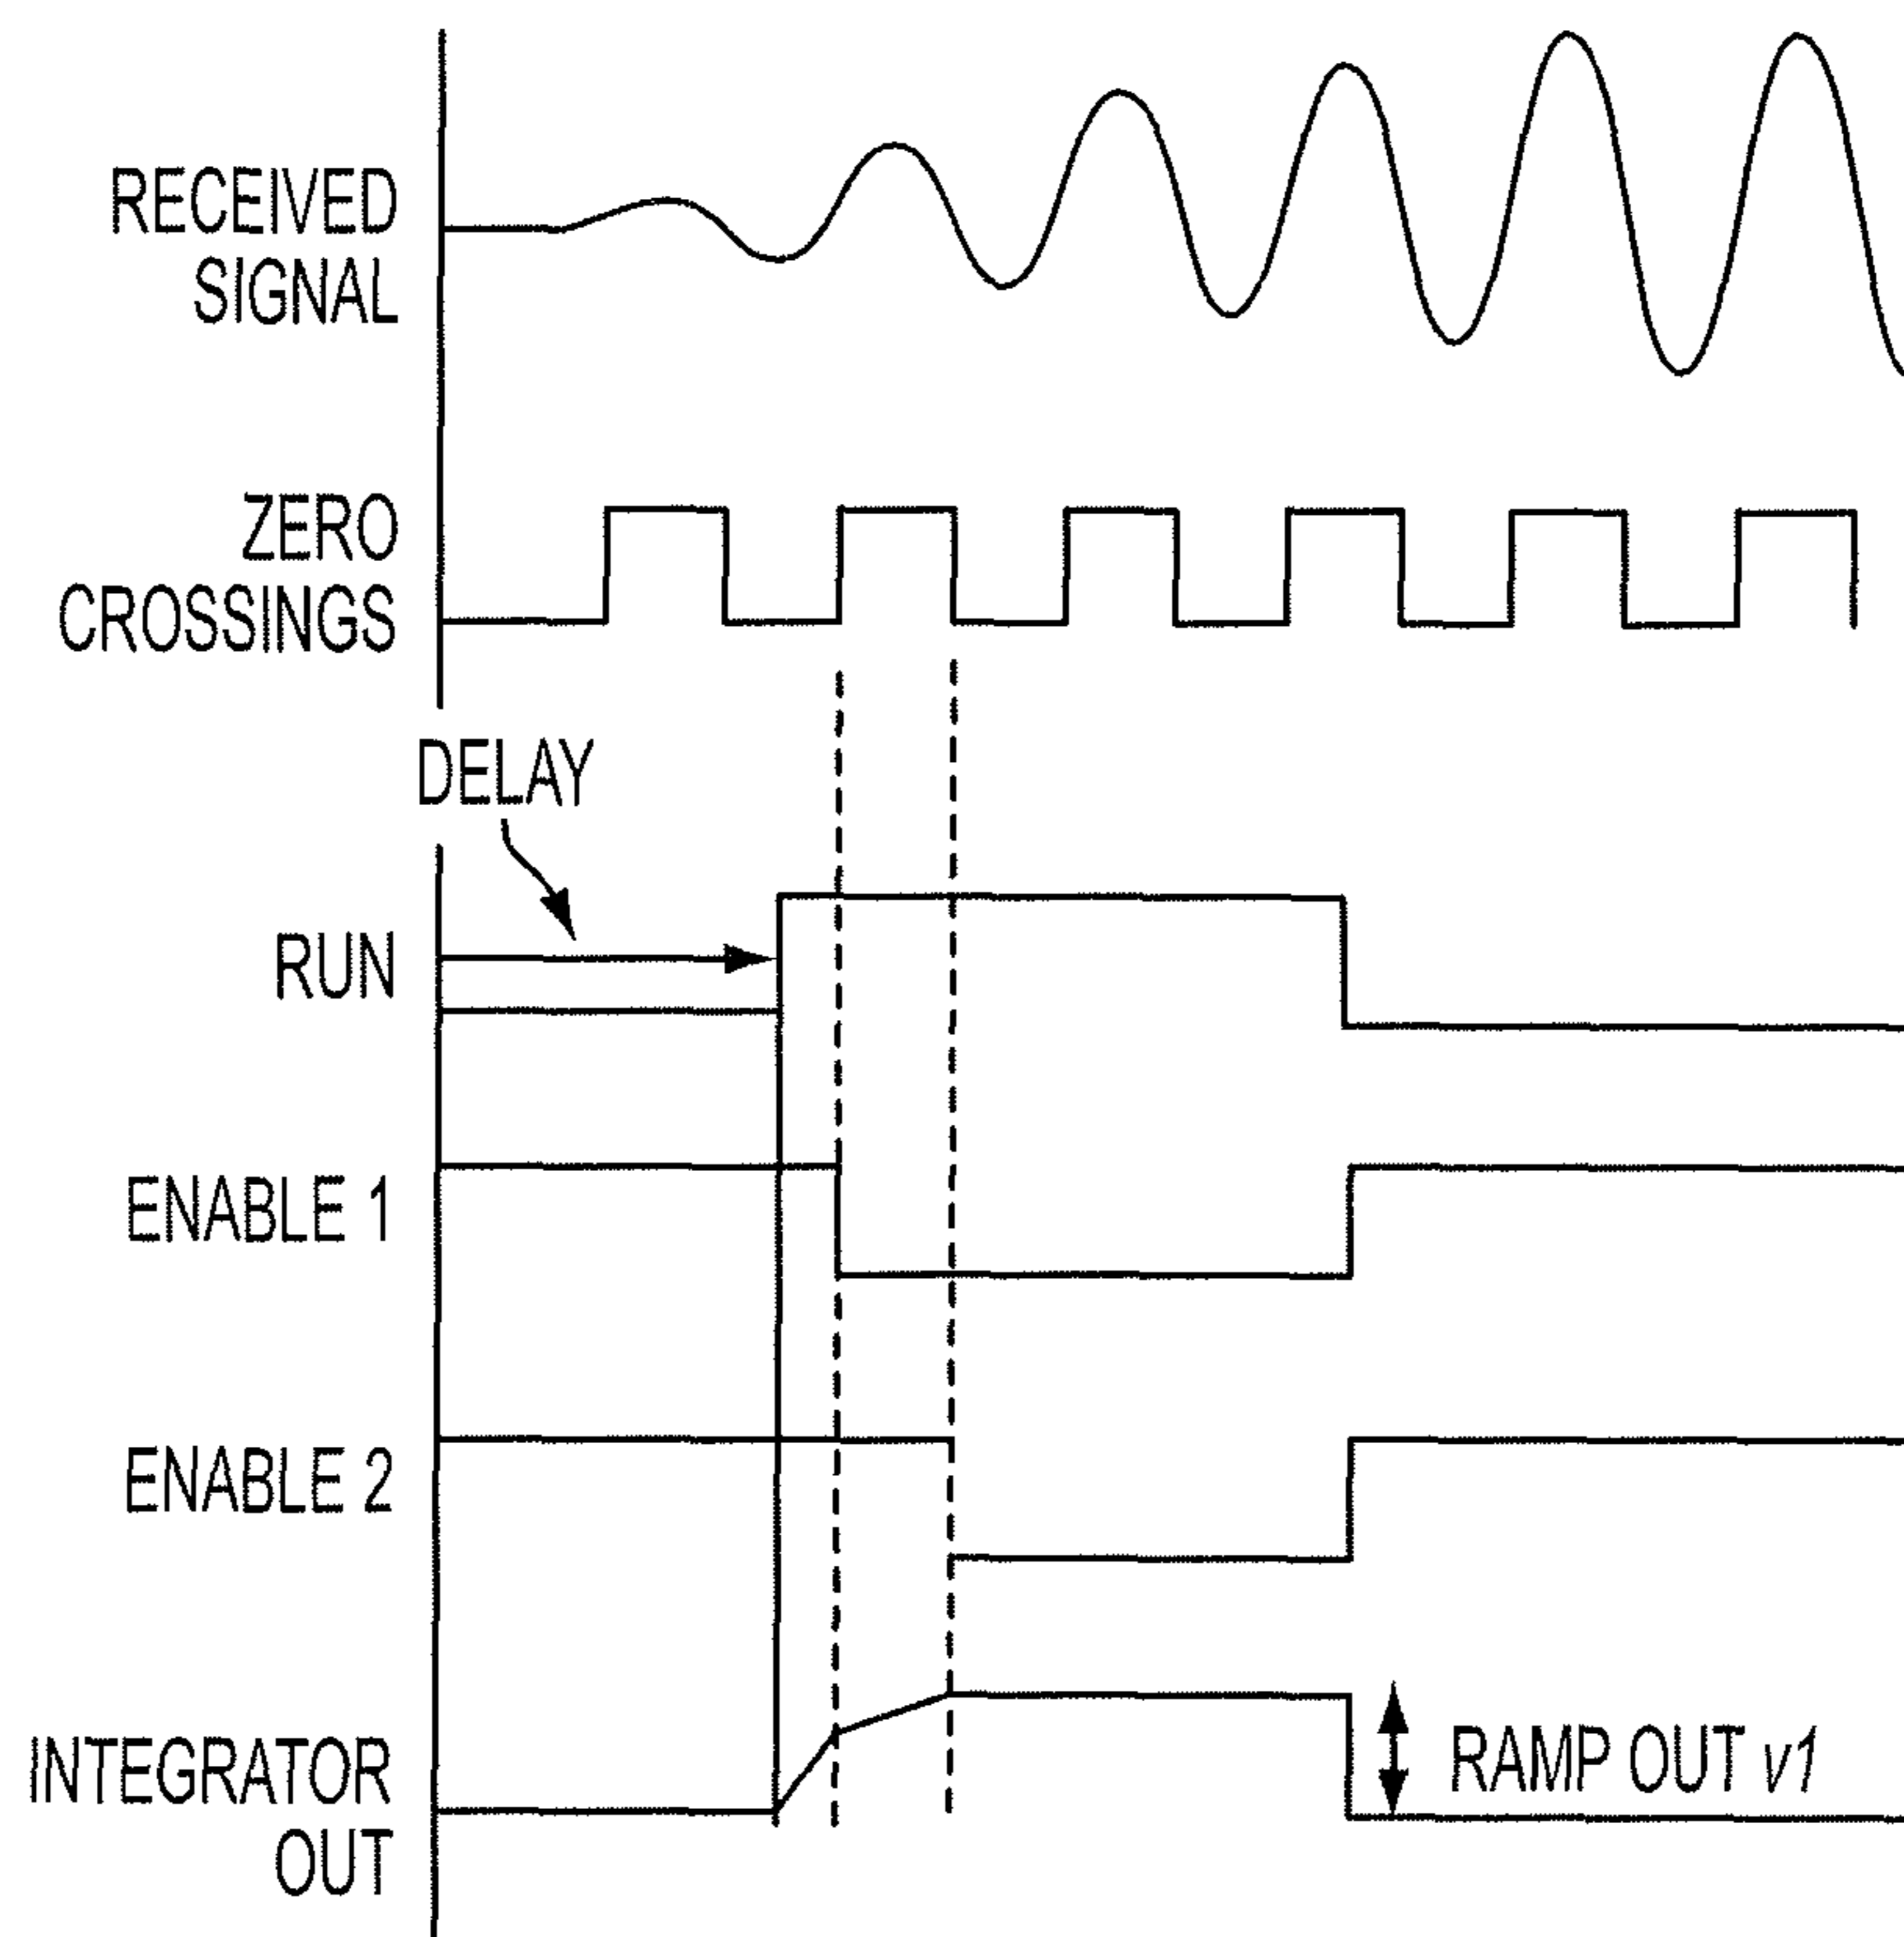 RECEIVED
SIGNAL
ZERO
CROSSINGS
DELAY
RUN
ENABLE 1
ENABLE 2
INTEGRATOR
OUT
RAMP OUT v1